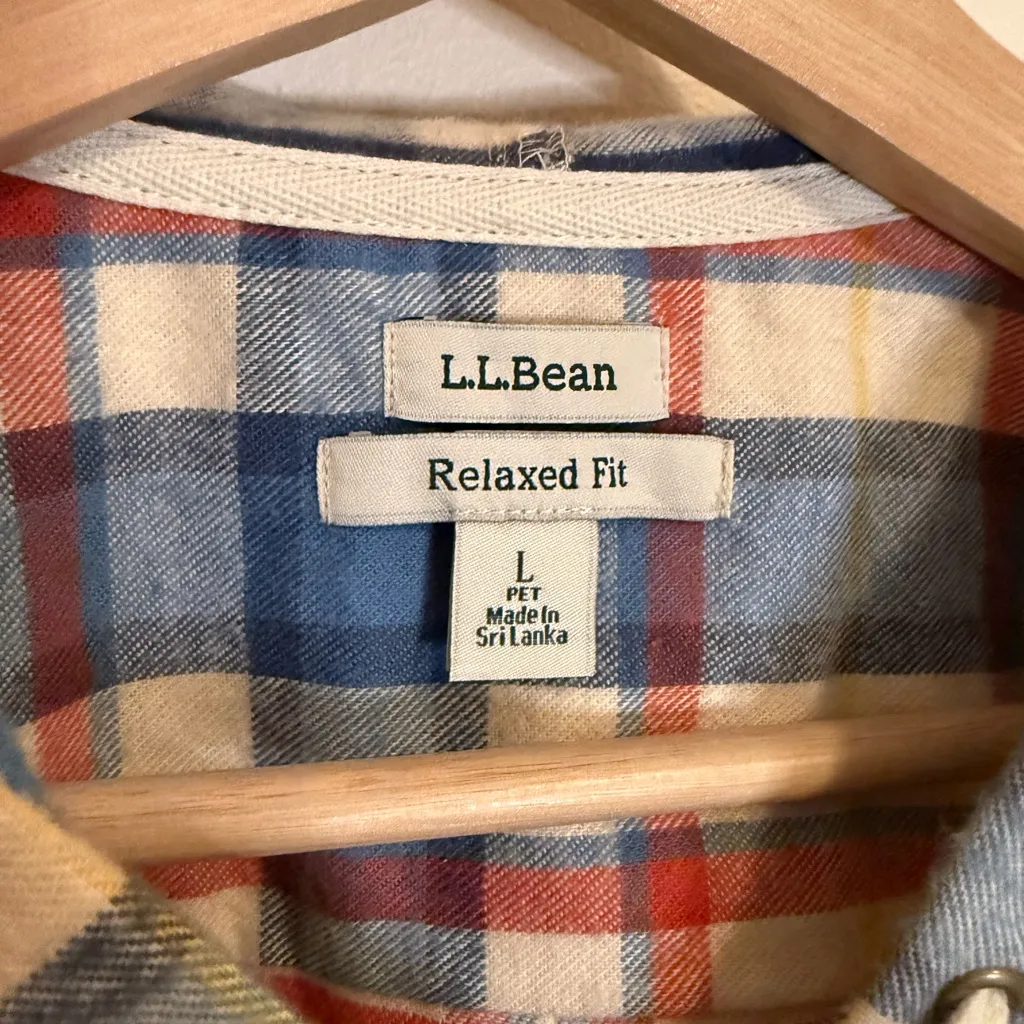 L.L.Bean
Relaxed Fit
L
PET
Made In
Sri Lanka